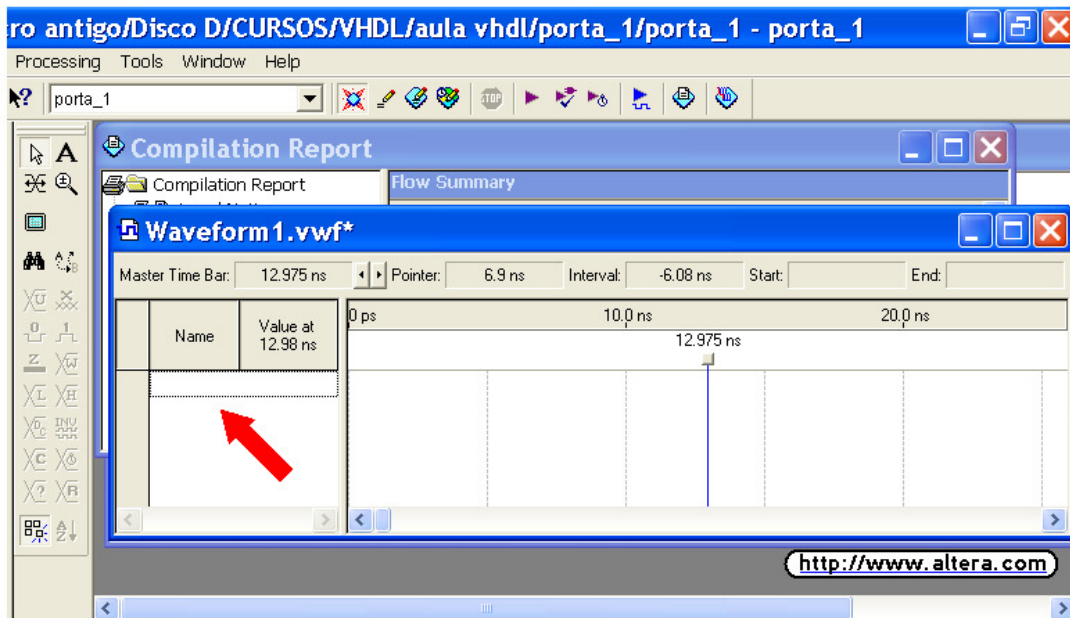 ro antigo/Disco D/CURSOS/VHDL/aula vhdl/porta_1/porta_1 - porta_1
Processing Tools Window Help
porta_1
STOP
A
Compilation Report
Compilation Report
Flow Summary
Waveform1.vwf*
Master Time Bar: 12.975 ns Pointer: 6.9 ns Interval: -6.08 ns Start: End:
Name
Value at
12.98 ns
0 ps 10.0 ns 20.0 ns
12.975 ns
http://www.altera.com